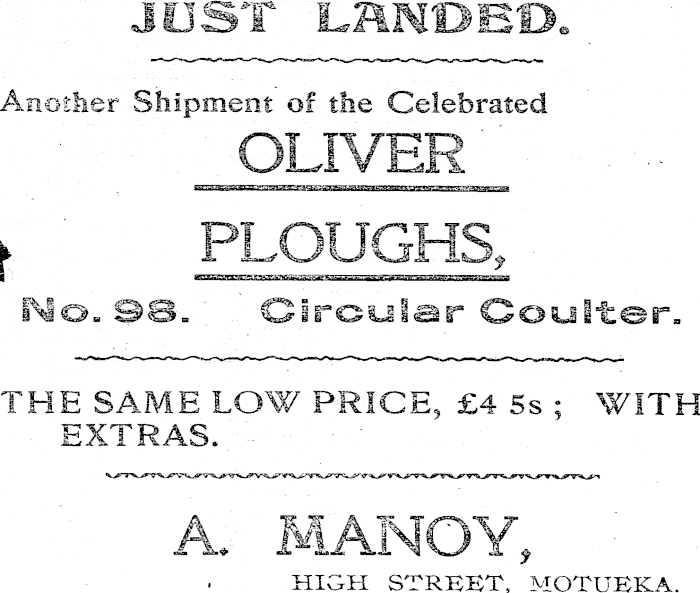 JUST LANDED.
Another Shipment of the Celebrated
OLIVER
PLOUGHS,
No. 98. Circular Coulter.
THE SAME LOW PRICE, £4 5s ; WITH
EXTRAS.
A. MANOY,
HIGH STREET, MOTUEKA.